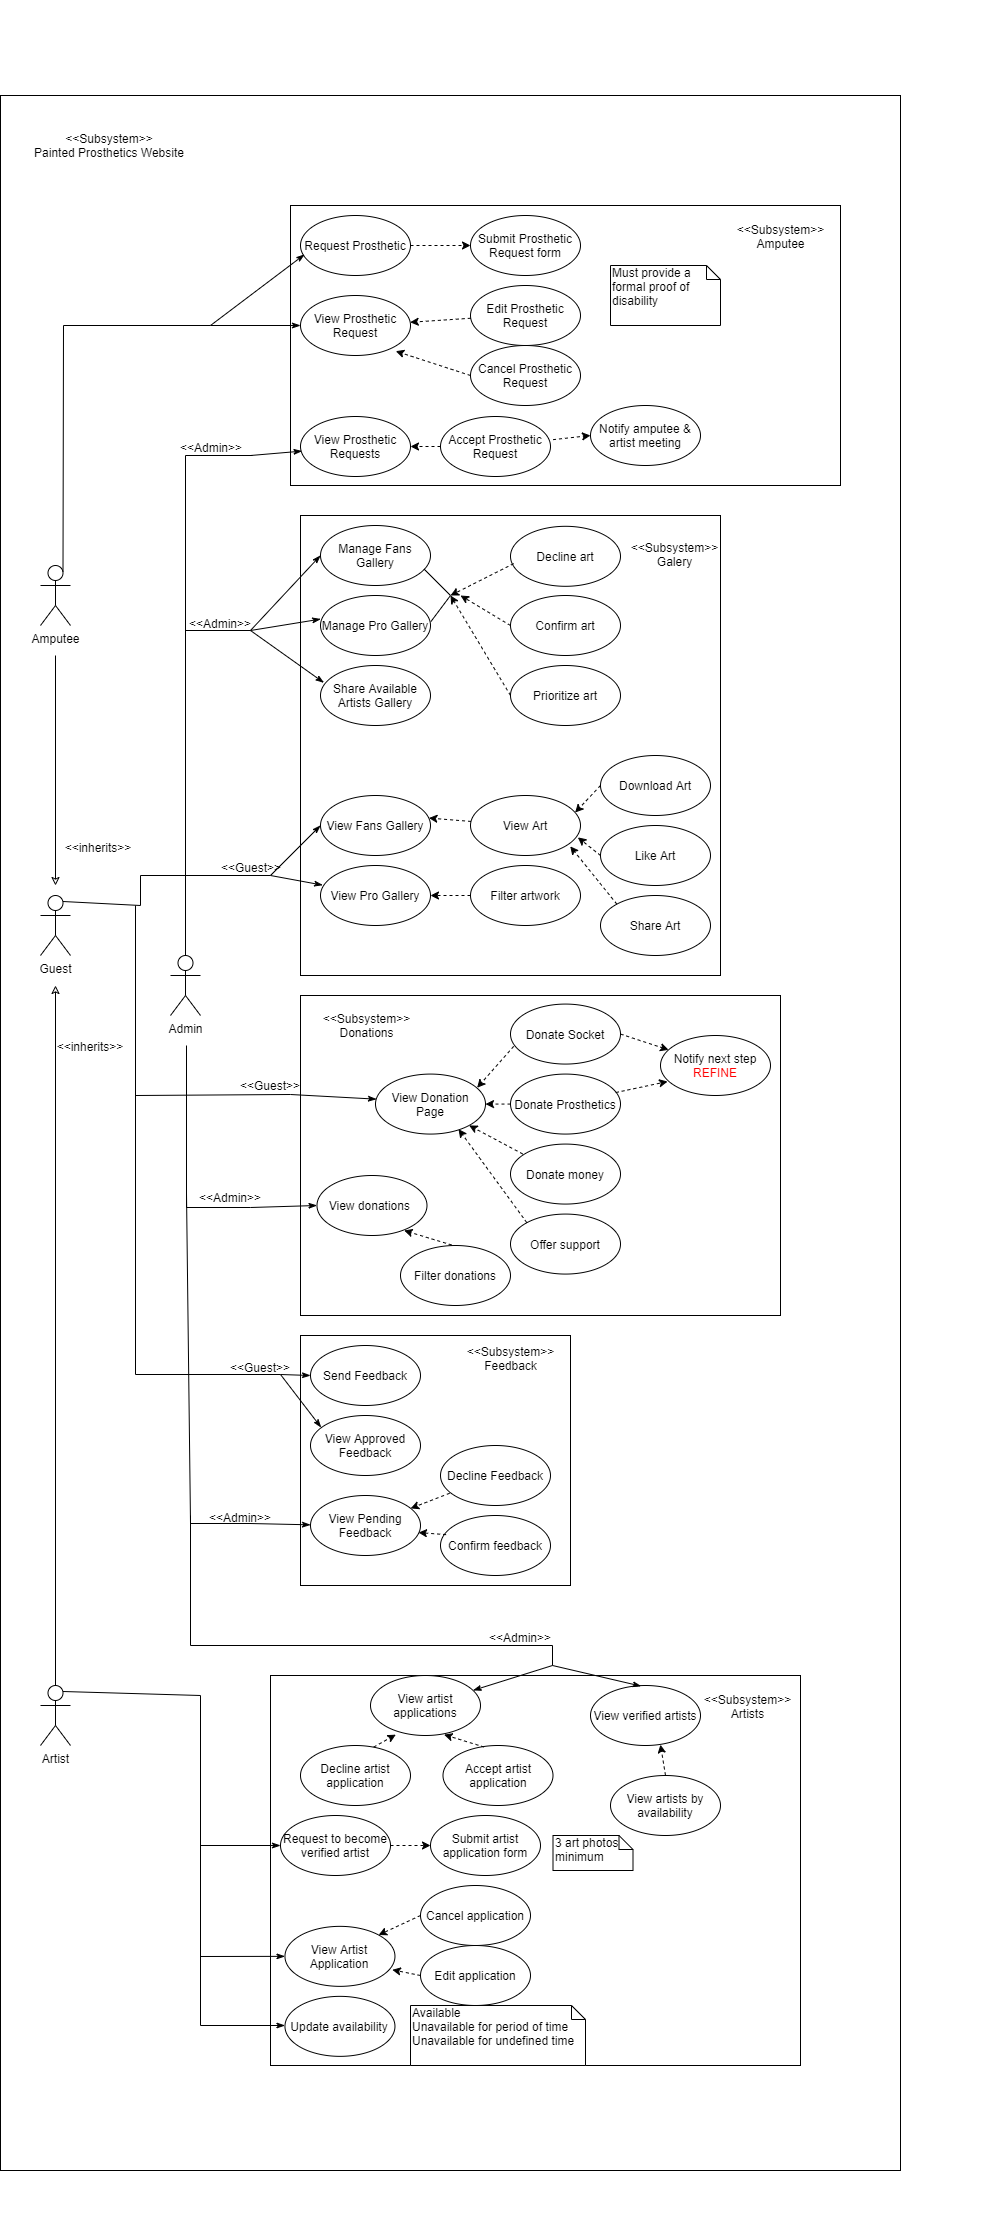 <<Subsystem>>
Painted Prosthetics Website
<<Subsystem>>
Amputee
Request Prosthetic
Submit Prosthetic
Request form
Must provide a
formal proof of
disability
View Prosthetic
Request
Edit Prosthetic
Request
Cancel Prosthetic
Request
<<Admin>>
View Prosthetic
Requests
Accept Prosthetic
Request
Notify amputee &
artist meeting
<<Subsystem>>
Galery
Manage Fans
Gallery
Decline art
Amputee
<<Admin>>
Manage Pro Gallery
Confirm art
Share Available
Artists Gallery
Prioritize art
Download Art
View Fans Gallery
View Art
<<inherits>>
Like Art
<<Guest>>
View Pro Gallery
Filter artwork
Share Art
Guest
Admin
<<Subsystem>>
Donations
Donate Socket
<<inherits>>
Notify next step
REFINE
<<Guest>>
View Donation
Page
Donate Prosthetics
Donate money
<<Admin>>
View donations
Offer support
Filter donations
<<Subsystem>>
Feedback
<<Guest>>
Send Feedback
View Approved
Feedback
Decline Feedback
<<Admin>>
View Pending
Feedback
Confirm feedback
<<Admin>>
<<Subsystem>>
Artists
View artist
applications
View verified artists
Artist
Decline artist
application
Accept artist
application
View artists by
availability
Request to become
verified artist
Submit artist
application form
3 art photos
minimum
Cancel application
View Artist
Application
Edit application
Update availability
Available
Unavailable for period of time
Unavailable for undefined time